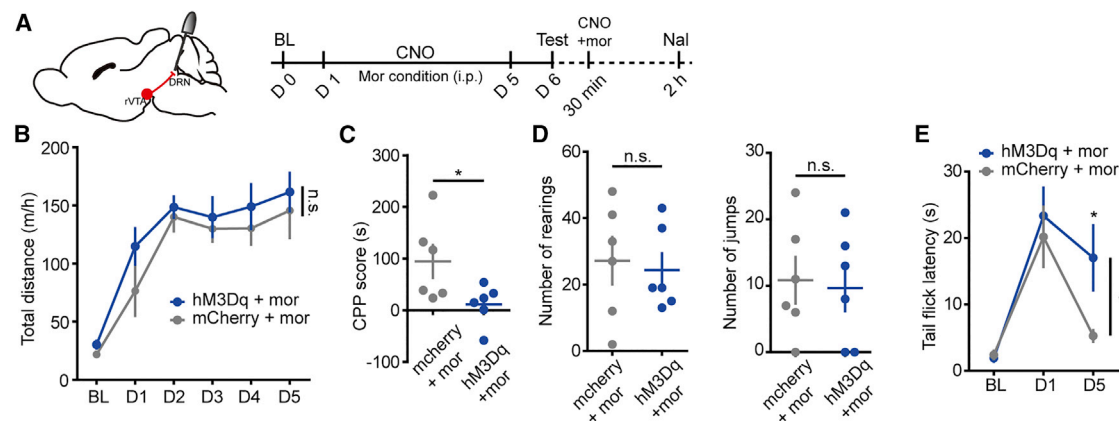 A
DRN
rVTA
BL
CNO
Test
CNO
+mor
Nal
Mor condition (i.p.)
D 0
D 1
D 5
D 6
30 min
2 h
B
Total distance (m/h)
200
150
100
50
0
n.s.
hM3Dq + mor
mCherry + mor
BL
D1
D2
D3
D4
D5
C
CPP score (s)
300
200
100
0
-100
*
mcherry
+ mor
hM3Dq
+mor
D
Number of rearings
60
40
20
0
n.s.
mcherry
+ mor
hM3Dq
+mor
Number of jumps
30
20
10
0
n.s.
mcherry
+ mor
hM3Dq
+mor
E
hM3Dq + mor
mCherry + mor
Tail flick latency (s)
30
20
10
0
*
BL
D1
D5